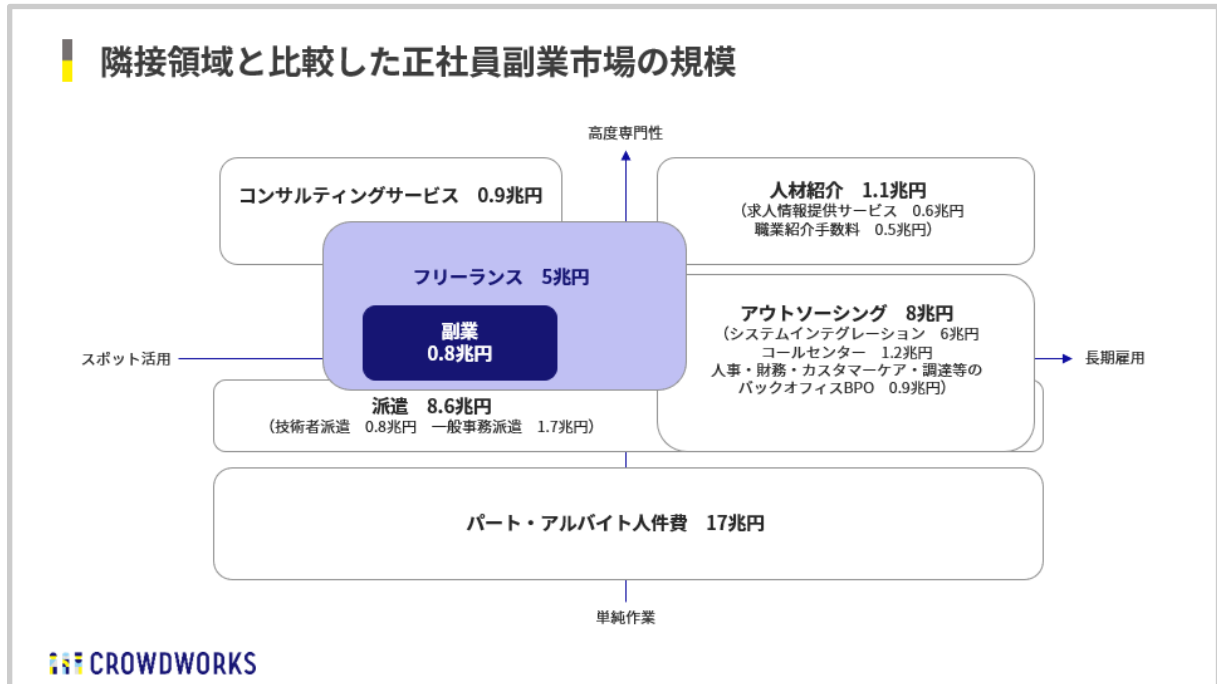 隣接領域と比較した正社員副業市場の規模
高度専門性
コンサルティングサービス　0.9兆円
人材紹介　1.1兆円
（求人情報提供サービス　0.6兆円
職業紹介手数料　0.5兆円）
フリーランス　5兆円
副業
0.8兆円
アウトソーシング　8兆円
（システムインテグレーション　6兆円
コールセンター　1.2兆円
人事・財務・カスタマーケア・調達等の
バックオフィスBPO　0.9兆円）
スポット活用
長期雇用
派遣　8.6兆円
（技術者派遣　0.8兆円　一般事務派遣　1.7兆円）
パート・アルバイト人件費　17兆円
単純作業
CROWDWORKS